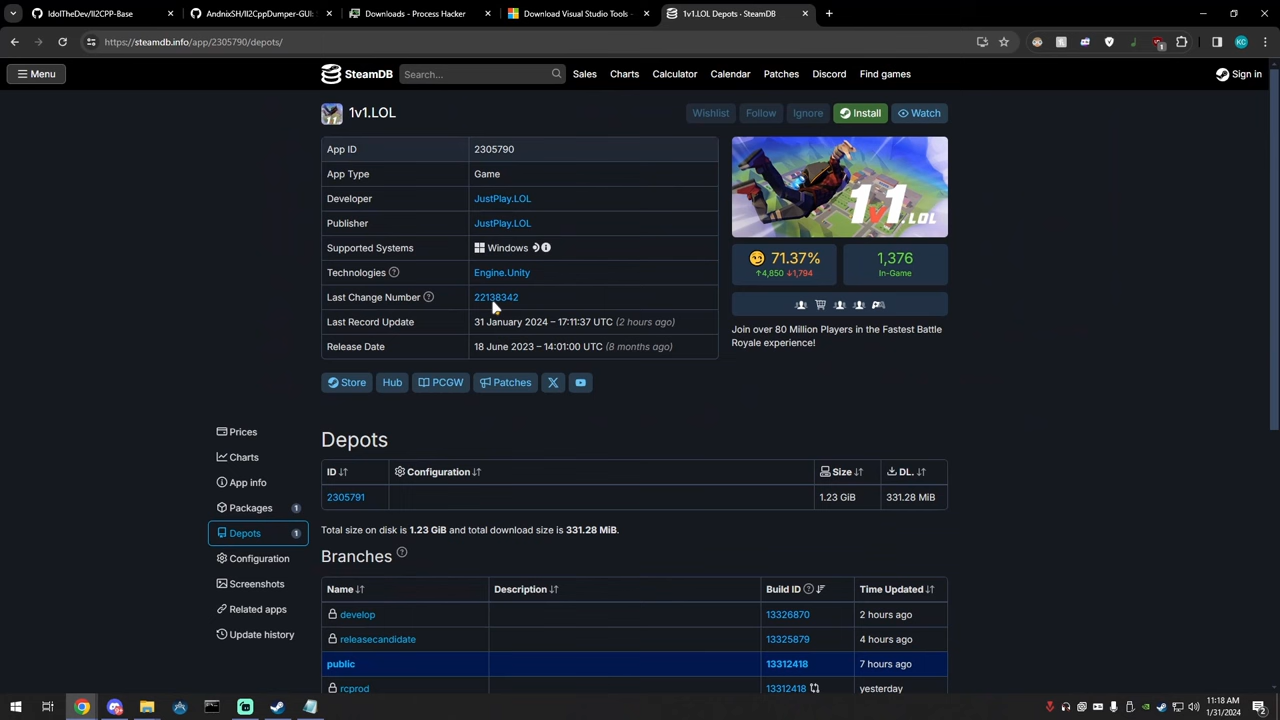 IdolTheDev/Il2CPP-Base
AndnixSH/Il2CppDumper-GUI:
Downloads - Process Hacker
Download Visual Studio Tools -
1v1.LOL Depots · SteamDB
https://steamdb.info/app/2305790/depots/
KC
Menu
SteamDB
Search...
Sales
Charts
Calculator
Calendar
Patches
Discord
Find games
Sign in
1v1.LOL
Wishlist
Follow
Ignore
Install
Watch
App ID 2305790
App Type Game
Developer JustPlay.LOL
Publisher JustPlay.LOL
Supported Systems Windows
Technologies Engine.Unity
Last Change Number 22138342
Last Record Update 31 January 2024 – 17:11:37 UTC (2 hours ago)
Release Date 18 June 2023 – 14:01:00 UTC (8 months ago)
1v1.LOL
71.37%
↑4,850 ↓1,794
1,376
In-Game
Join over 80 Million Players in the Fastest Battle
Royale experience!
Store
Hub
PCGW
Patches
Prices
Charts
App info
Packages 1
Depots 1
Configuration
Screenshots
Related apps
Update history
Depots
ID Configuration Size DL.
2305791 1.23 GiB 331.28 MiB
Total size on disk is 1.23 GiB and total download size is 331.28 MiB.
Branches
Name Description Build ID Time Updated
develop 13326870 2 hours ago
releasecandidate 13325879 4 hours ago
public 13312418 7 hours ago
rcprod 13312418 yesterday
11:18 AM
1/31/2024